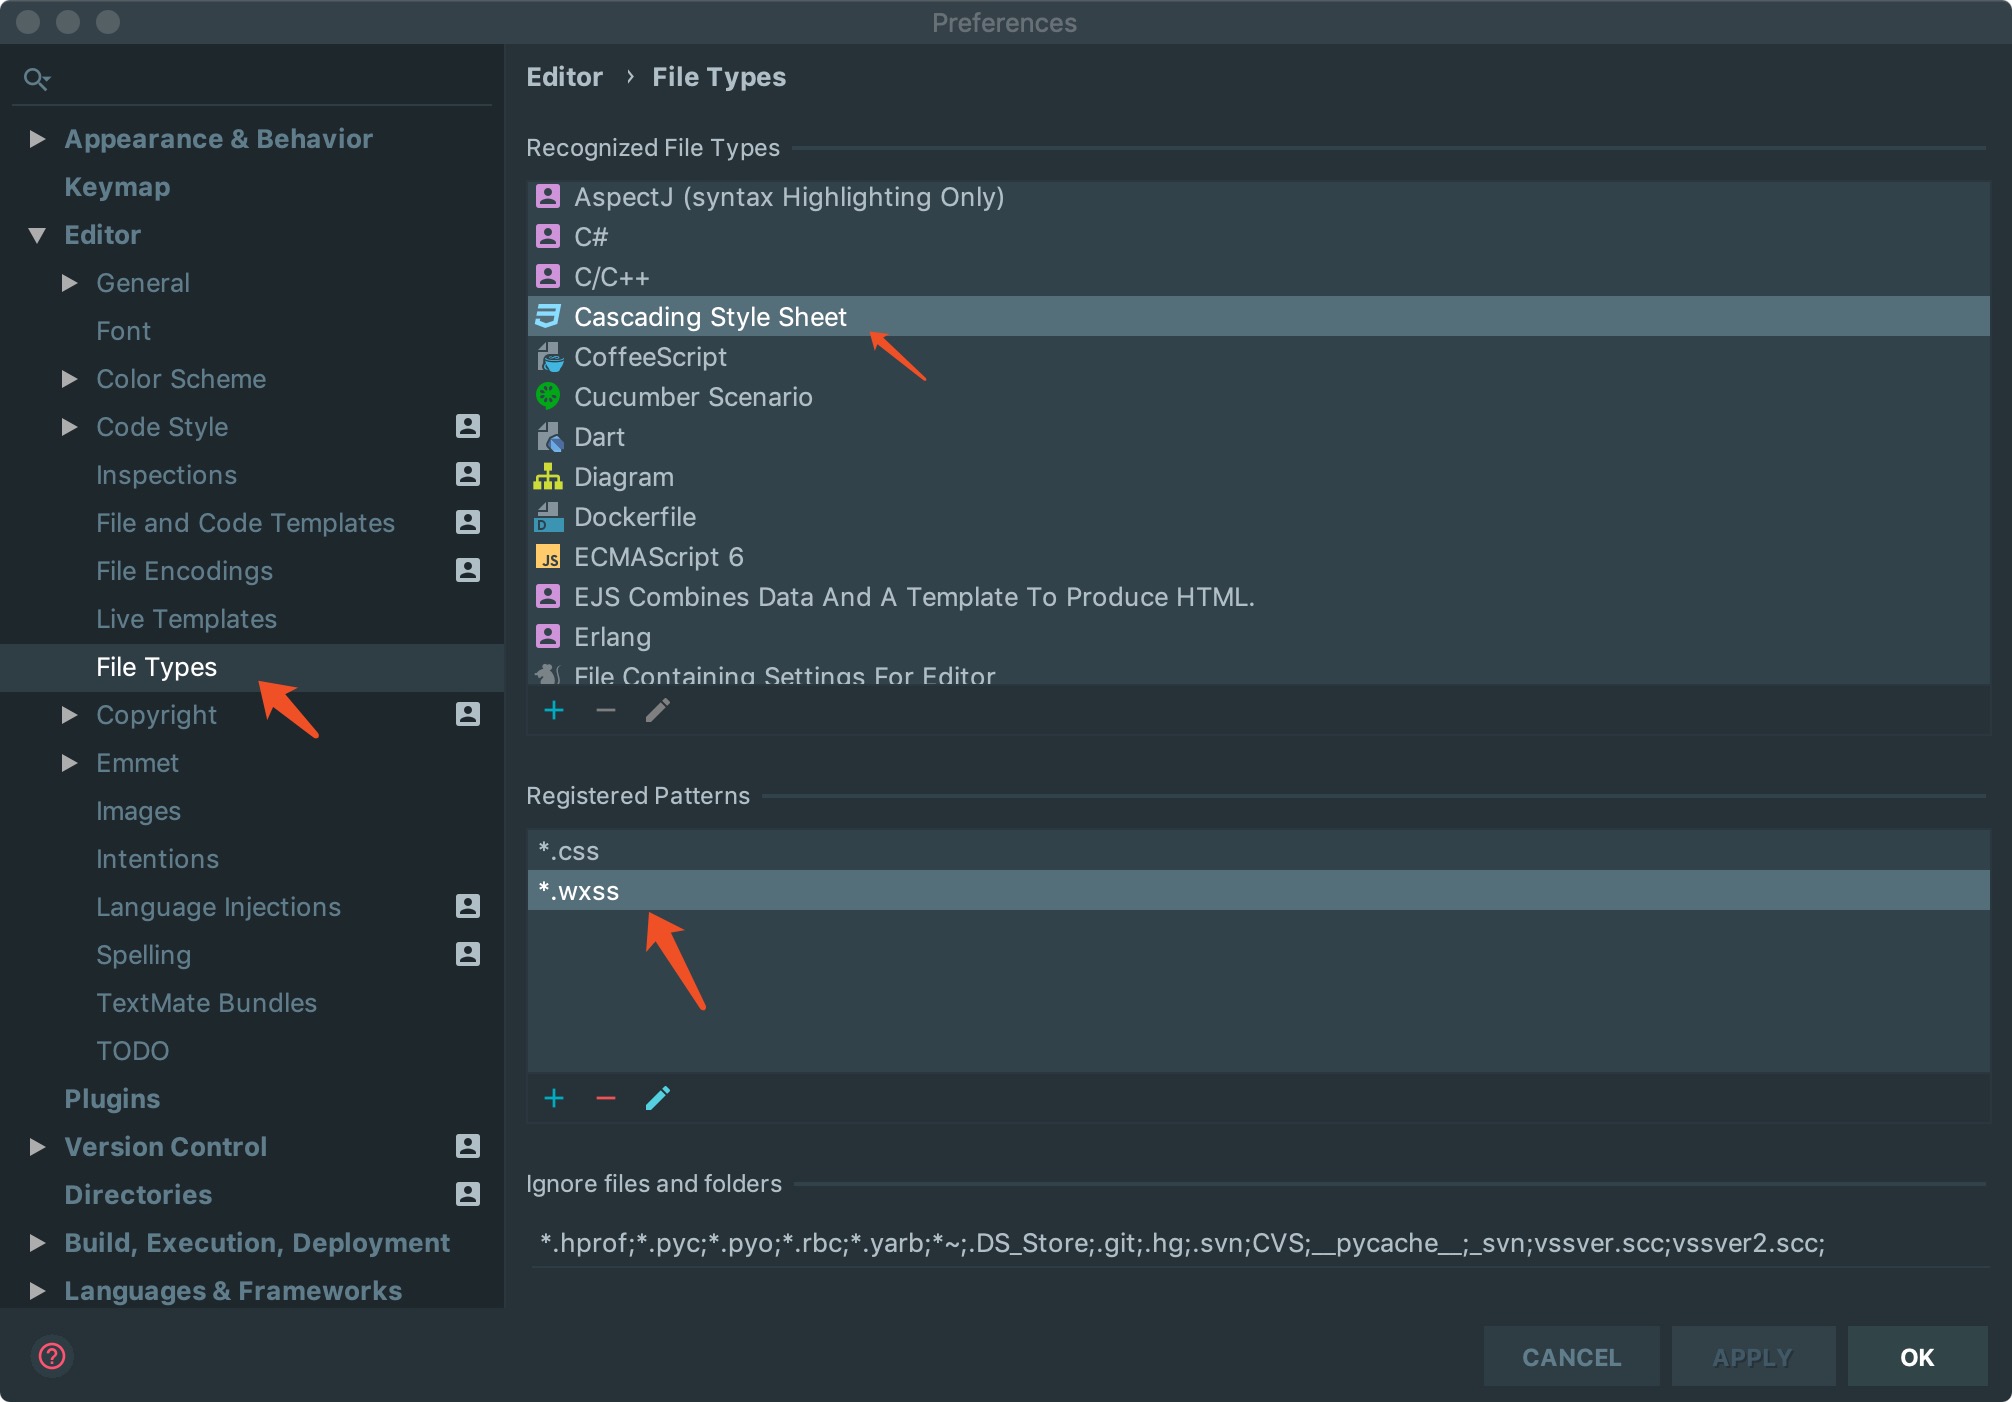 Preferences
Appearance & Behavior
Keymap
Editor
General
Font
Color Scheme
Code Style
Inspections
File and Code Templates
File Encodings
Live Templates
File Types
Copyright
Emmet
Images
Intentions
Language Injections
Spelling
TextMate Bundles
TODO
Plugins
Version Control
Directories
Build, Execution, Deployment
Languages & Frameworks
Editor › File Types
Recognized File Types
AspectJ (syntax Highlighting Only)
C#
C/C++
Cascading Style Sheet
CoffeeScript
Cucumber Scenario
Dart
Diagram
D Dockerfile
JS ECMAScript 6
EJS Combines Data And A Template To Produce HTML.
Erlang
File Containing Settings For Editor
Registered Patterns
*.css
*.wxss
Ignore files and folders
*.hprof;*.pyc;*.pyo;*.rbc;*.yarb;*~;.DS_Store;.git;.hg;.svn;CVS;__pycache__;_svn;vssver.scc;vssver2.scc;
?
CANCEL
APPLY
OK